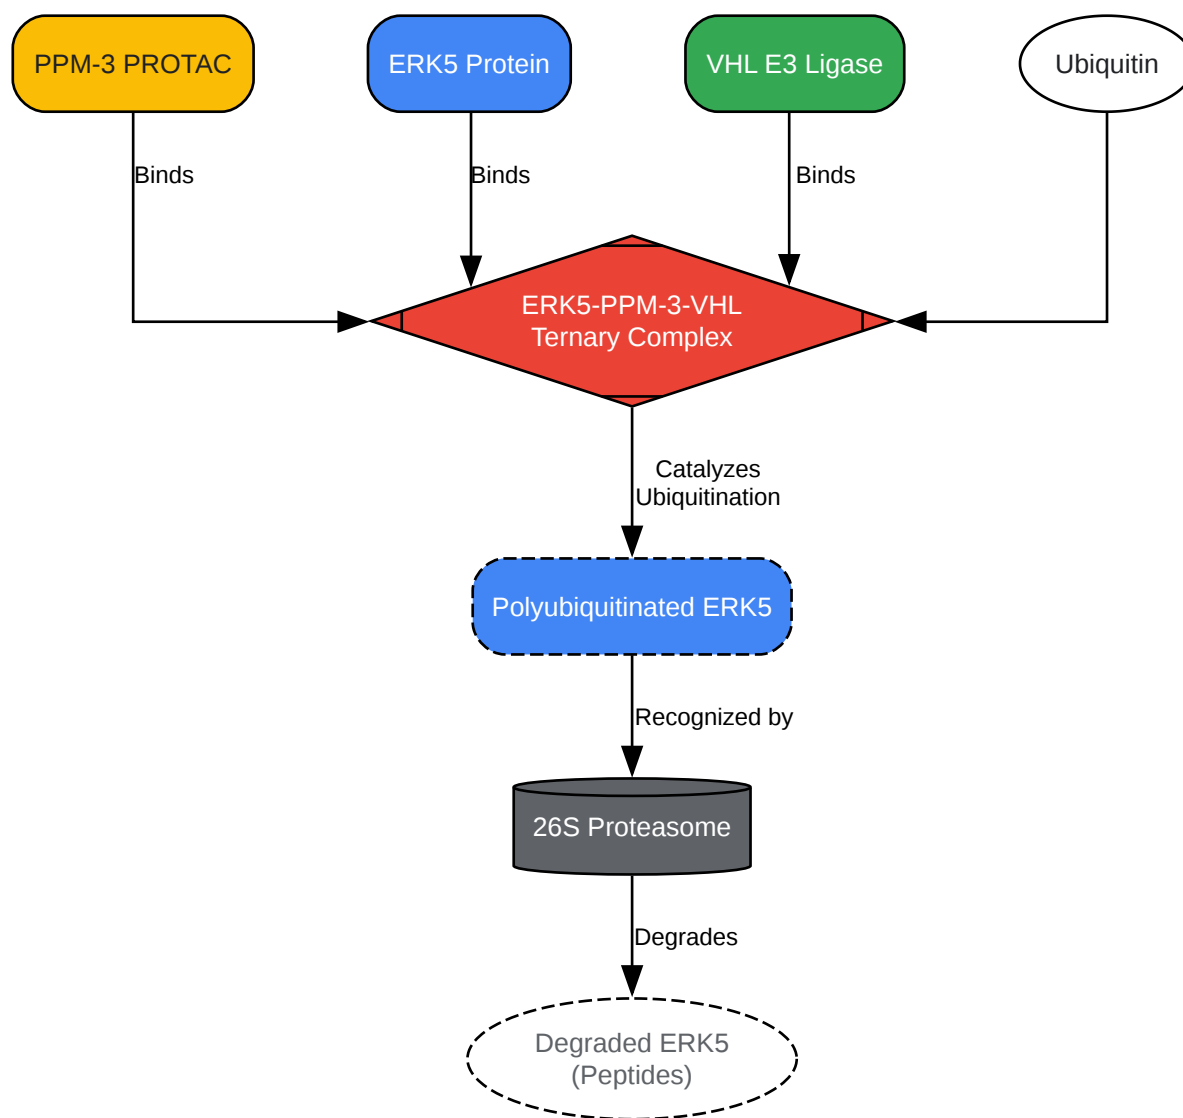 PPM-3 PROTAC
ERK5 Protein
VHL E3 Ligase
Ubiquitin
Binds
Binds
Binds
ERK5-PPM-3-VHL
Ternary Complex
Catalyzes
Ubiquitination
Polyubiquitinated ERK5
Recognized by
26S Proteasome
Degrades
Degraded ERK5
(Peptides)